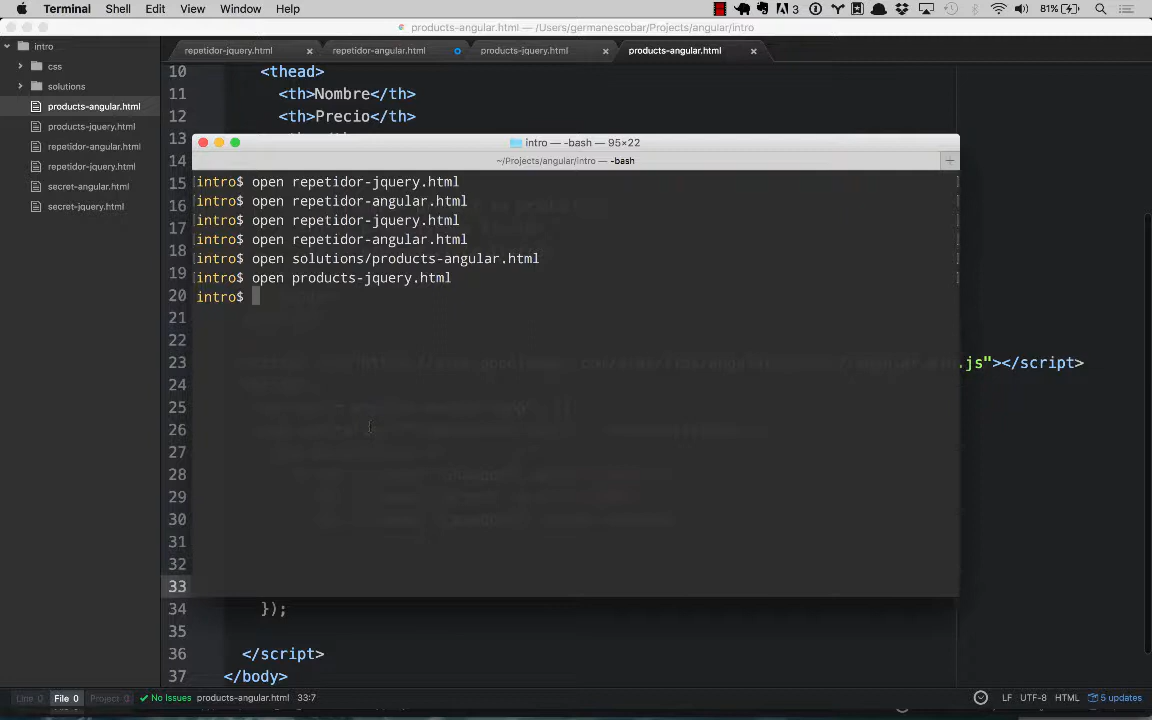 Terminal Shell Edit View Window Help
3 81%
products-angular.html — /Users/germanescobar/Projects/angular/intro
intro
css
solutions
products-angular.html
products-jquery.html
repetidor-angular.html
repetidor-jquery.html
secret-angular.html
secret-jquery.html
repetidor-jquery.html repetidor-angular.html products-jquery.html products-angular.html
10 <thead>
11 <th>Nombre</th>
12 <th>Precio</th>
13
intro — -bash — 95×22
14
~/Projects/angular/intro — -bash
15
intro$ open repetidor-jquery.html
16
intro$ open repetidor-angular.html
17
intro$ open repetidor-jquery.html
18
intro$ open repetidor-angular.html
intro$ open solutions/products-angular.html
19
intro$ open products-jquery.html
20
intro$
21
22
23 .js"></script>
24
25
26
27
28
29
30
31
32
33
34 });
35
36 </script>
37 </body>
Line 0 File 0 Project 0 No Issues products-angular.html 33:7 LF UTF-8 HTML 5 updates